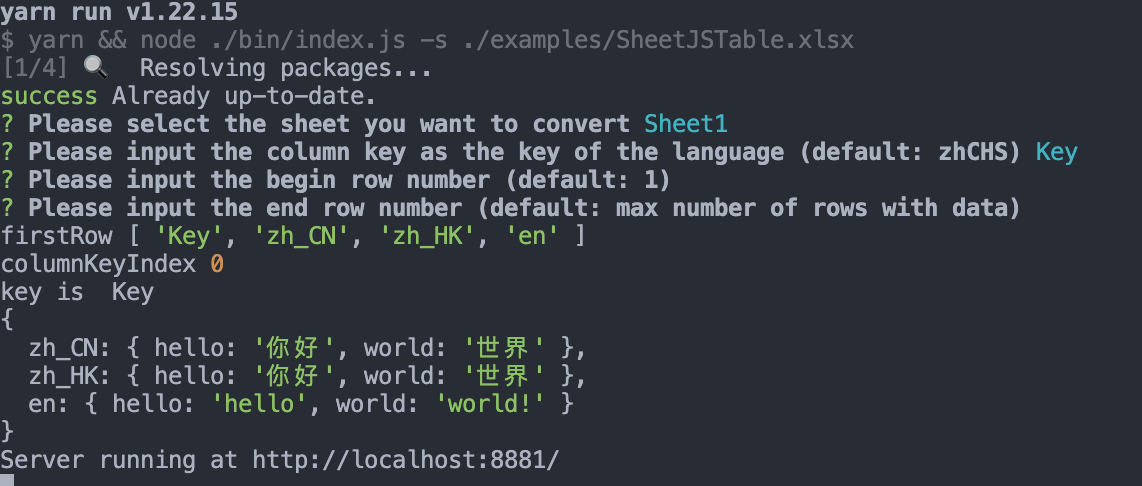 yarn run v1.22.15
$ yarn && node ./bin/index.js -s ./examples/SheetJSTable.xlsx
[1/4] 🔍  Resolving packages...
success Already up-to-date.
? Please select the sheet you want to convert Sheet1
? Please input the column key as the key of the language (default: zhCHS) Key
? Please input the begin row number (default: 1)
? Please input the end row number (default: max number of rows with data)
firstRow [ 'Key', 'zh_CN', 'zh_HK', 'en' ]
columnKeyIndex 0
key is  Key
{
  zh_CN: { hello: '你好', world: '世界' },
  zh_HK: { hello: '你好', world: '世界' },
  en: { hello: 'hello', world: 'world!' }
}
Server running at http://localhost:8881/